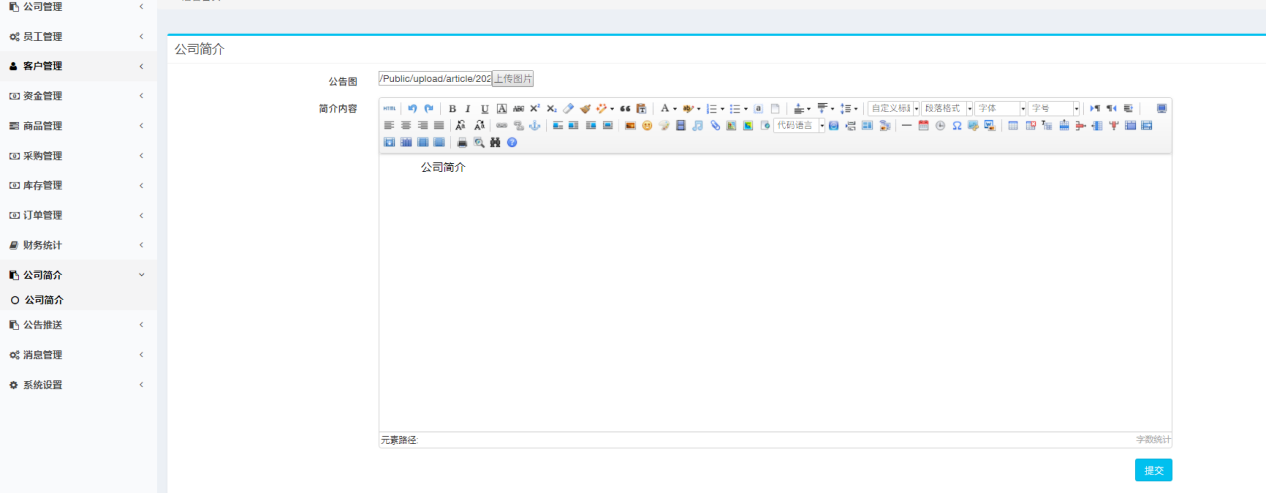 公司管理
员工管理
客户管理
资金管理
商品管理
采购管理
库存管理
订单管理
财务统计
公司简介
公司简介
公告推送
消息管理
系统设置
公司简介
公告图
/Public/upload/article/202 上传图片
简介内容
HTML B I U A ABC X² X₂ A a 自定义标题 段落格式 字体 字号
代码语言 Ω
公司简介
元素路径: 字数统计
提交